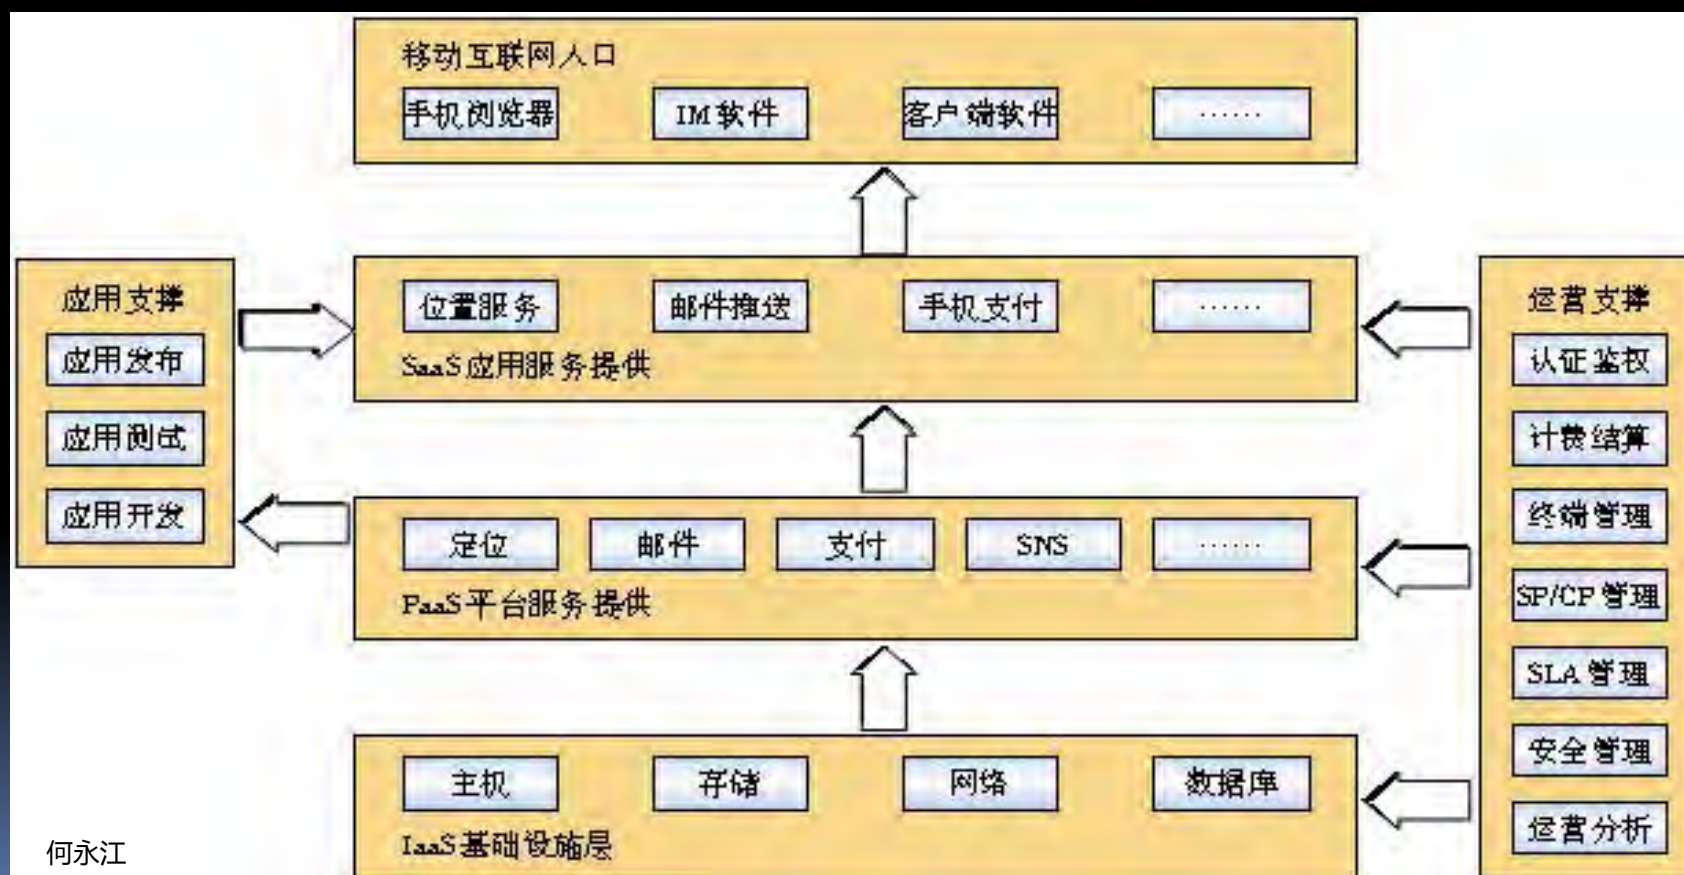 移动互联网人口
手机浏览器
IM软件
客户端软件
……
应用支撑
应用发布
应用测试
应用开发
位置服务
邮件推送
手机支付
……
SaaS应用服务提供
定位
邮件
支付
SNS
……
PaaS平台服务提供
主机
存储
网络
数据库
IaaS基础设施层
运营支撑
认证鉴权
计费结算
终端管理
SP/CP管理
SLA管理
安全管理
运营分析
何永江